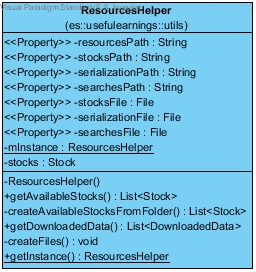 Visual Paradigm Standard
ResourcesHelper
(es::usefulearnings::utils)
<<Property>> -resourcesPath : String
<<Property>> -stocksPath : String
<<Property>> -serializationPath : String
<<Property>> -searchesPath : String
<<Property>> -stocksFile : File
<<Property>> -serializationFile : File
<<Property>> -searchesFile : File
-mInstance : ResourcesHelper
-stocks : Stock
-ResourcesHelper()
+getAvailableStocks() : List<Stock>
-createAvailableStocksFromFolder() : List<Stock>
+getDownloadedData() : List<DownloadedData>
-createFiles() : void
+getInstance() : ResourcesHelper